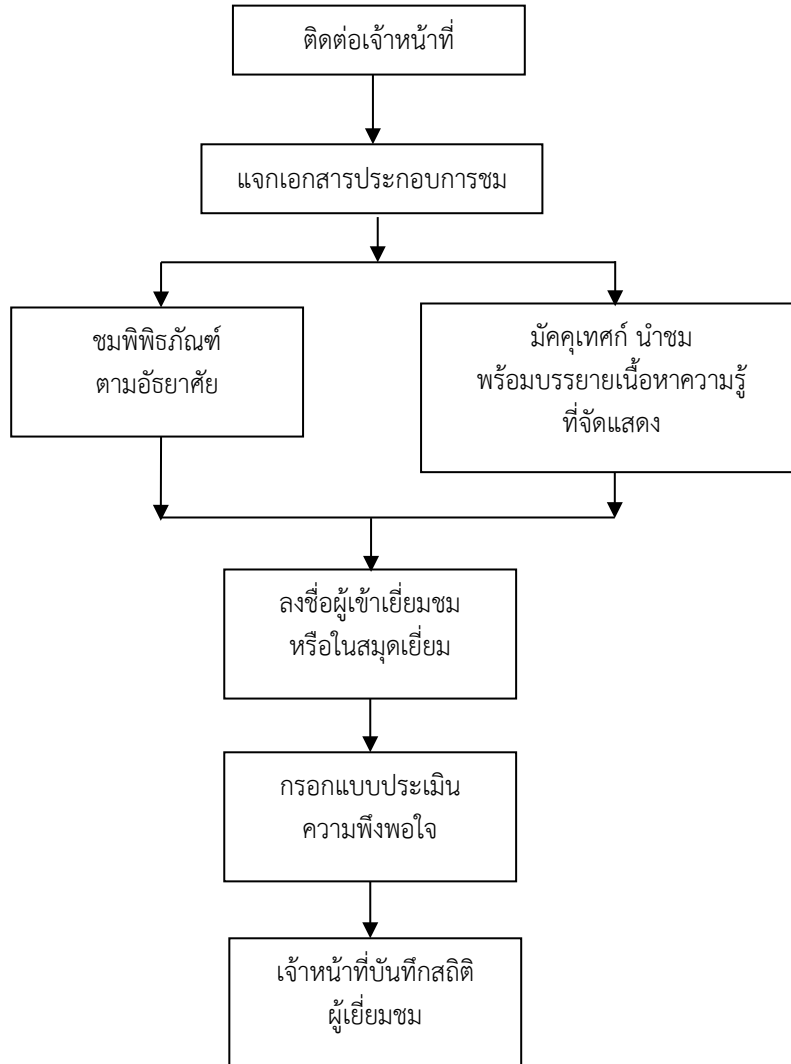 ติดต่อเจ้าหน้าที่
แจกเอกสารประกอบการชม
ชมพิพิธภัณฑ์
ตามอัธยาศัย
มัคคุเทศก์ นำชม
พร้อมบรรยายเนื้อหาความรู้
ที่จัดแสดง
ลงชื่อผู้เข้าเยี่ยมชม
หรือในสมุดเยี่ยม
กรอกแบบประเมิน
ความพึงพอใจ
เจ้าหน้าที่บันทึกสถิติ
ผู้เยี่ยมชม